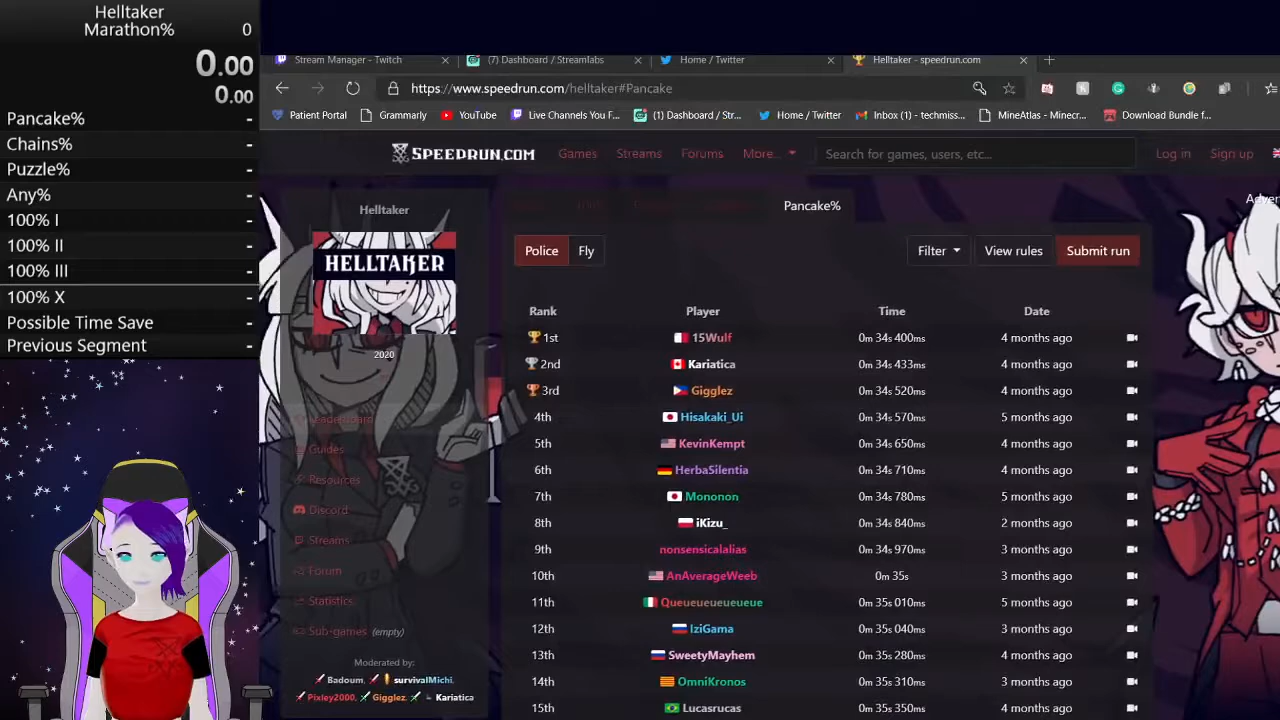 Helltaker
Marathon% 0
0.00
0.00
Pancake% -
Chains% -
Puzzle% -
Any% -
100% I -
100% II -
100% III -
100% X -
Possible Time Save -
Previous Segment -
Stream Manager - Twitch
(7) Dashboard / Streamlabs
Home / Twitter
Helltaker - speedrun.com
https://www.speedrun.com/helltaker#Pancake
Patient Portal
Grammarly
YouTube
Live Channels You F...
(1) Dashboard / Str...
Home / Twitter
Inbox (1) - techmiss...
MineAtlas - Minecr...
Download Bundle f...
SPEEDRUN.COM
Games
Streams
Forums
More...
Search for games, users, etc...
Log in
Sign up
Helltaker
HELLTAKER
2020
Leaderboard
Guides
Resources
Discord
Streams
Forum
Statistics
Sub-games (empty)
Moderated by:
Badoum, survivalMichi,
Pixley2000, Gigglez, Kariatica
Pancake%
Police
Fly
Filter
View rules
Submit run
Rank Player Time Date
1st 15Wulf 0m 34s 400ms 4 months ago
2nd Kariatica 0m 34s 433ms 4 months ago
3rd Gigglez 0m 34s 520ms 4 months ago
4th Hisakaki_Ui 0m 34s 570ms 5 months ago
5th KevinKempt 0m 34s 650ms 4 months ago
6th HerbaSilentia 0m 34s 710ms 4 months ago
7th Mononon 0m 34s 780ms 5 months ago
8th iKizu_ 0m 34s 840ms 2 months ago
9th nonsensicalalias 0m 34s 970ms 3 months ago
10th AnAverageWeeb 0m 35s 3 months ago
11th Queueueueueueue 0m 35s 010ms 5 months ago
12th IziGama 0m 35s 040ms 3 months ago
13th SweetyMayhem 0m 35s 280ms 4 months ago
14th OmniKronos 0m 35s 310ms 3 months ago
15th Lucasrucas 0m 35s 350ms 4 months ago
Adver